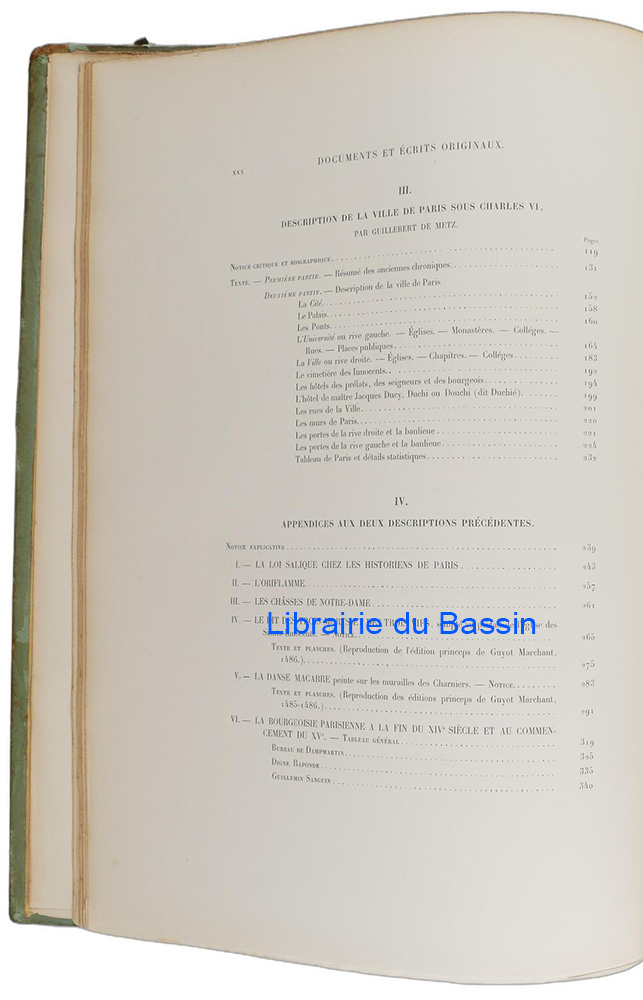 xxx
DOCUMENTS ET ÉCRITS ORIGINAUX.
III.
DESCRIPTION DE LA VILLE DE PARIS SOUS CHARLES VI,
PAR GUILLEBERT DE METZ.
Pages
NOTICE CRITIQUE ET BIOGRAPHIQUE 119
TEXTE. — PREMIÈRE PARTIE. — Résumé des anciennes chroniques. 131
DEUXIÈME PARTIE. — Description de la ville de Paris
La Cité. 152
Le Palais. 158
Les Ponts. 160
L'Université ou rive gauche. — Églises. — Monastères. — Colléges. —
Rues. — Places publiques 164
La Ville ou rive droite. — Églises. — Chapitres. — Colléges. 183
Le cimetière des Innocents. 192
Les hôtels des prélats, des seigneurs et des bourgeois 194
L'hôtel de maître Jacques Ducy, Duchi ou Douchi (dit Duchié). 199
Les rues de la Ville. 201
Les murs de Paris. 220
Les portes de la rive droite et la banlieue 221
Les portes de la rive gauche et la banlieue 224
Tableau de Paris et détails statistiques 232
IV.
APPENDICES AUX DEUX DESCRIPTIONS PRÉCÉDENTES.
NOTICE EXPLICATIVE 239
I. — LA LOI SALIQUE CHEZ LES HISTORIENS DE PARIS 243
II. — L'ORIFLAMME. 257
III. — LES CHÂSSES DE NOTRE-DAME 261
IV. — LE DIT DES TROIS des
— NOTICE. 265
TEXTE ET PLANCHES. (Reproduction de l'édition princeps de Guyot Marchant,
1486.) 275
V. — LA DANSE MACABRE peinte sur les murailles des Charniers. — NOTICE. 283
TEXTE ET PLANCHES. (Reproduction des éditions princeps de Guyot Marchant,
1485-1486.) 291
VI. — LA BOURGEOISIE PARISIENNE A LA FIN DU XIVe SIÈCLE ET AU COMMEN-
CEMENT DU XVe. — TABLEAU GÉNÉRAL 319
BUREAU DE DAMPMARTIN 325
DIGNE RAPONDE 335
GUILLEMIN SANGUIN 340
Librairie du Bassin